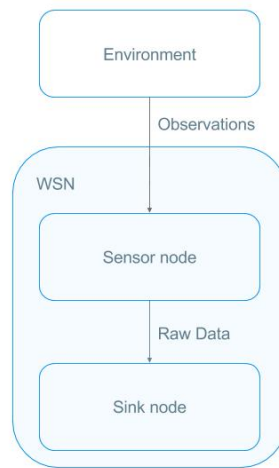 Environment
Observations
WSN
Sensor node
Raw Data
Sink node